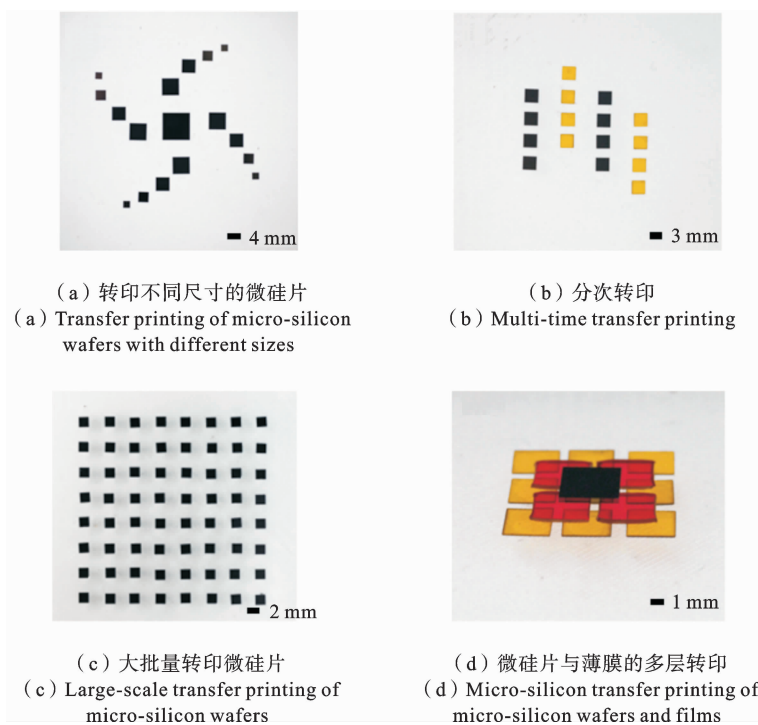 4 mm
3 mm
（a）转印不同尺寸的微硅片
（a）Transfer printing of micro-silicon
wafers with different sizes
（b）分次转印
（b）Multi-time transfer printing
2 mm
1 mm
（c）大批量转印微硅片
（c）Large-scale transfer printing of
micro-silicon wafers
（d）微硅片与薄膜的多层转印
（d）Micro-silicon transfer printing of
micro-silicon wafers and films